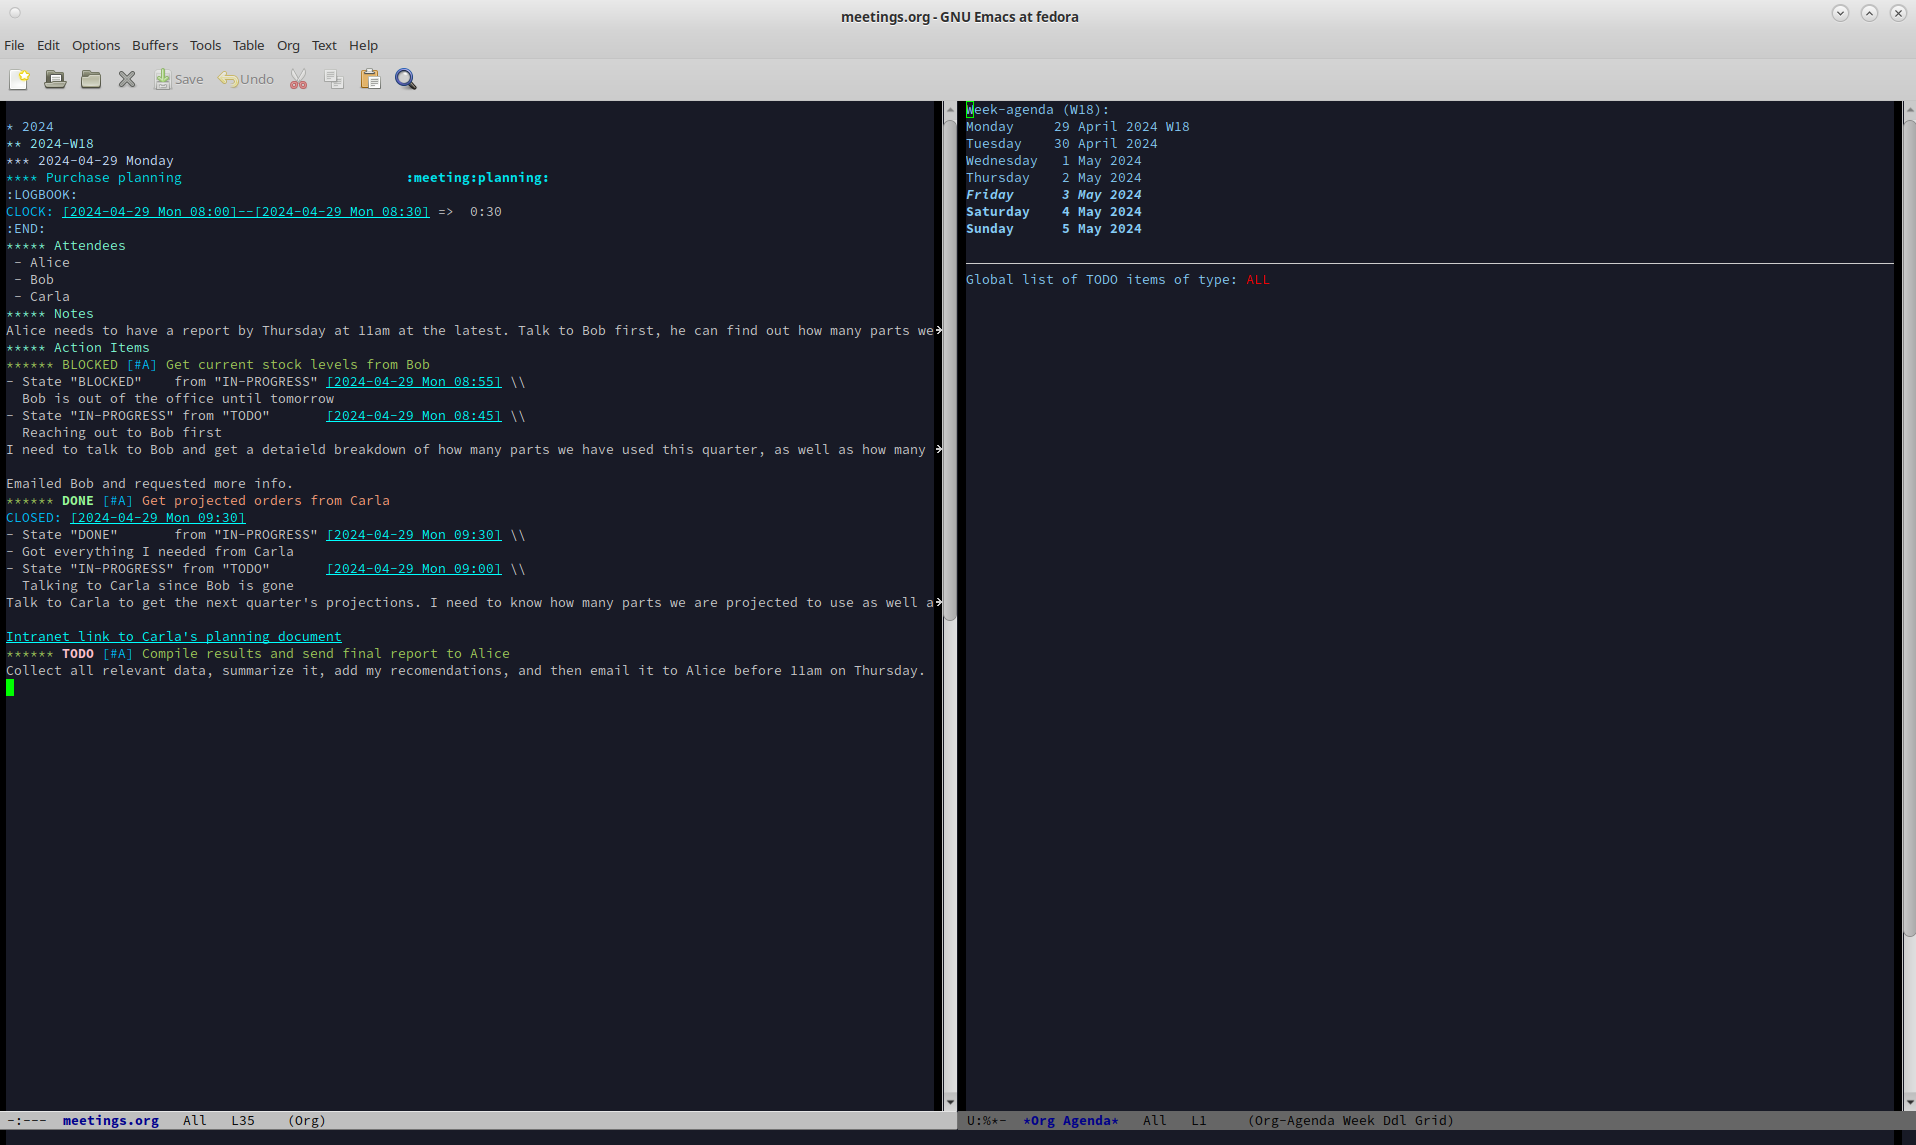 meetings.org - GNU Emacs at fedora
File Edit Options Buffers Tools Table Org Text Help
Save Undo
* 2024
** 2024-W18
*** 2024-04-29 Monday
**** Purchase planning :meeting:planning:
:LOGBOOK:
CLOCK: [2024-04-29 Mon 08:00]--[2024-04-29 Mon 08:30] => 0:30
:END:
***** Attendees
- Alice
- Bob
- Carla
***** Notes
Alice needs to have a report by Thursday at 11am at the latest. Talk to Bob first, he can find out how many parts we
***** Action Items
****** BLOCKED [#A] Get current stock levels from Bob
- State "BLOCKED" from "IN-PROGRESS" [2024-04-29 Mon 08:55] \\
Bob is out of the office until tomorrow
- State "IN-PROGRESS" from "TODO" [2024-04-29 Mon 08:45] \\
Reaching out to Bob first
I need to talk to Bob and get a detaield breakdown of how many parts we have used this quarter, as well as how many
Emailed Bob and requested more info.
****** DONE [#A] Get projected orders from Carla
CLOSED: [2024-04-29 Mon 09:30]
- State "DONE" from "IN-PROGRESS" [2024-04-29 Mon 09:30] \\
- Got everything I needed from Carla
- State "IN-PROGRESS" from "TODO" [2024-04-29 Mon 09:00] \\
Talking to Carla since Bob is gone
Talk to Carla to get the next quarter's projections. I need to know how many parts we are projected to use as well a
Intranet link to Carla's planning document
****** TODO [#A] Compile results and send final report to Alice
Collect all relevant data, summarize it, add my recomendations, and then email it to Alice before 11am on Thursday.
-:--- meetings.org All L35 (Org)
Week-agenda (W18):
Monday 29 April 2024 W18
Tuesday 30 April 2024
Wednesday 1 May 2024
Thursday 2 May 2024
Friday 3 May 2024
Saturday 4 May 2024
Sunday 5 May 2024
Global list of TODO items of type: ALL
U:%*- *Org Agenda* All L1 (Org-Agenda Week Ddl Grid)